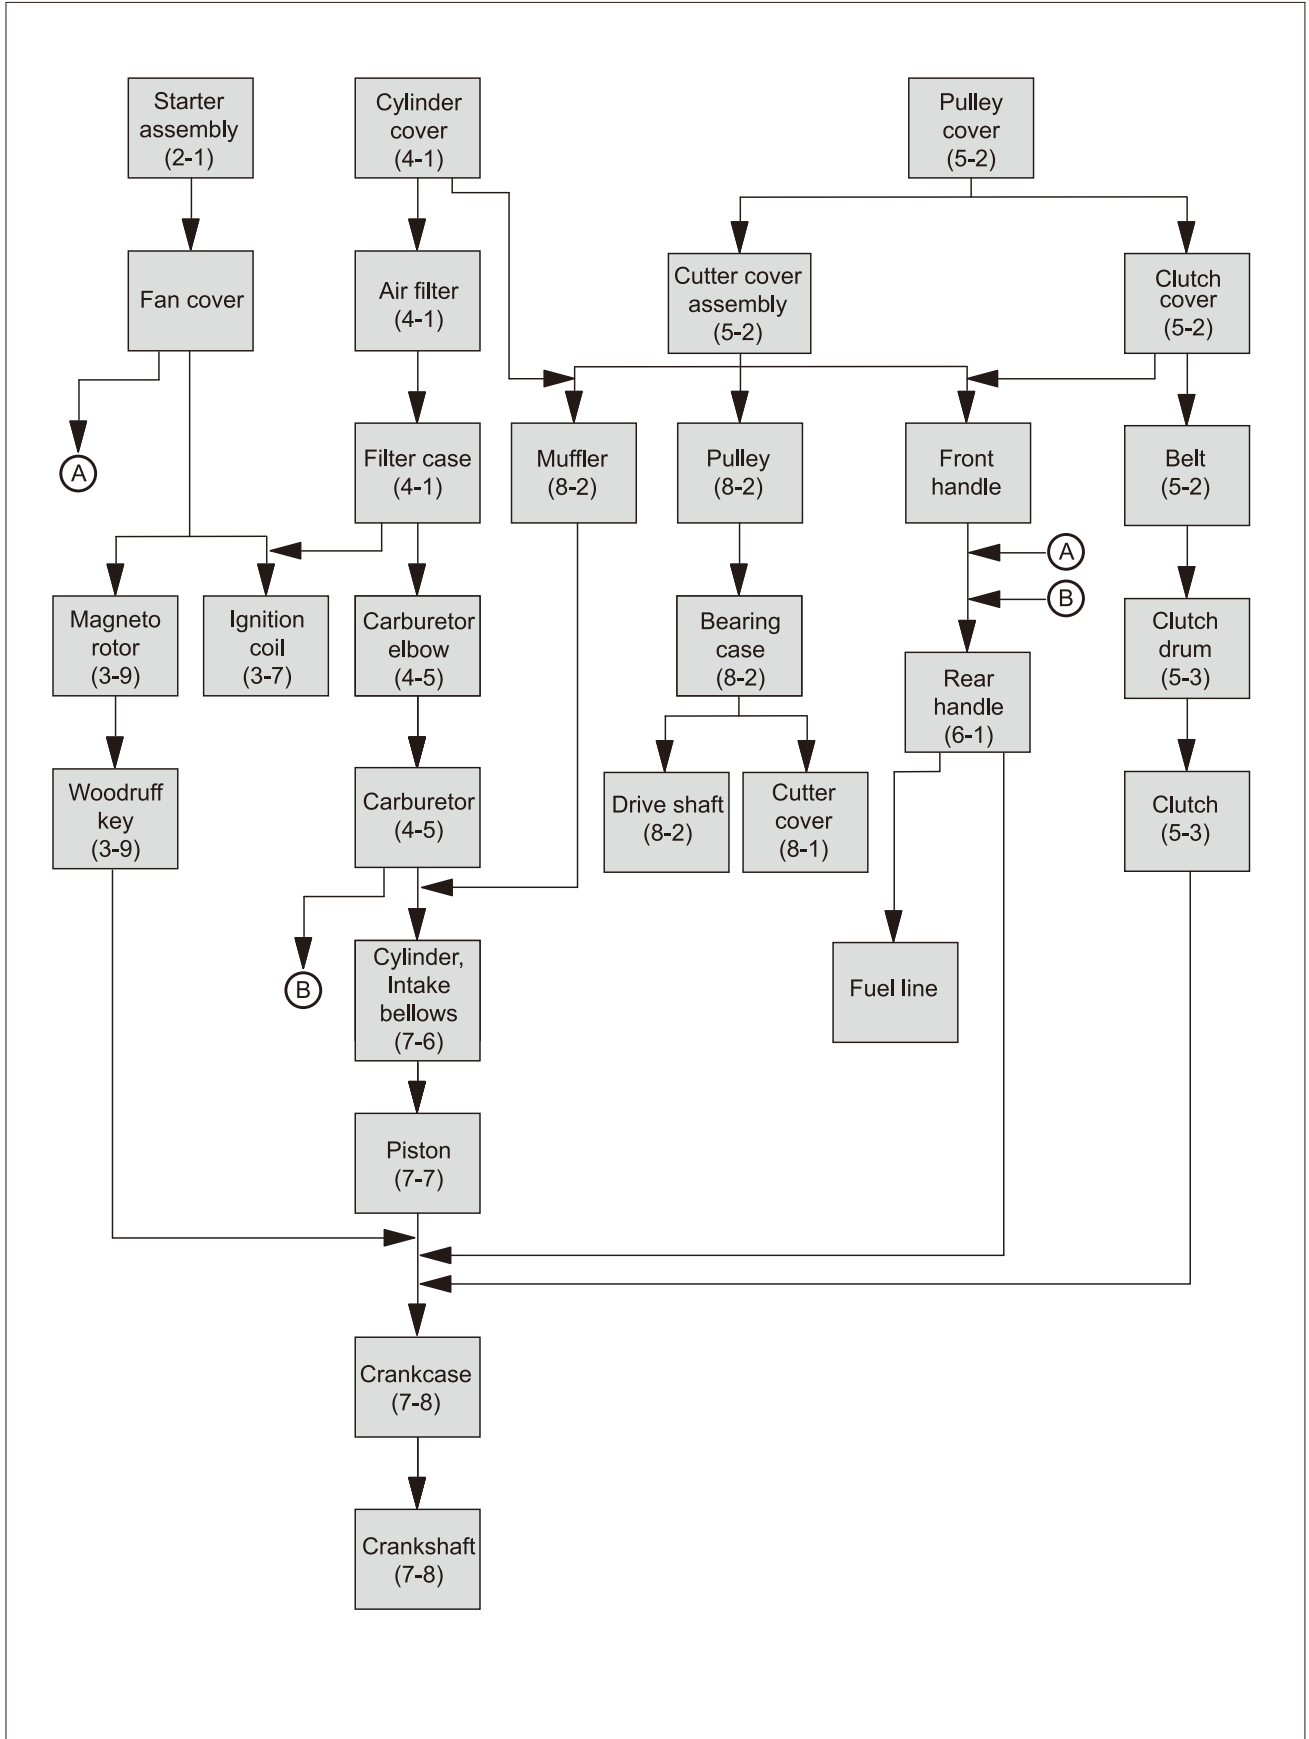 Starter
assembly
(2-1)
Cylinder
cover
(4-1)
Pulley
cover
(5-2)
Fan cover
Air filter
(4-1)
Cutter cover
assembly
(5-2)
Clutch
cover
(5-2)
A
Filter case
(4-1)
Muffler
(8-2)
Pulley
(8-2)
Front
handle
Belt
(5-2)
A
B
Magneto
rotor
(3-9)
Ignition
coil
(3-7)
Carburetor
elbow
(4-5)
Bearing
case
(8-2)
Rear
handle
(6-1)
Clutch
drum
(5-3)
Woodruff
key
(3-9)
Carburetor
(4-5)
Drive shaft
(8-2)
Cutter
cover
(8-1)
Clutch
(5-3)
B
Cylinder,
Intake
bellows
(7-6)
Fuel line
Piston
(7-7)
Crankcase
(7-8)
Crankshaft
(7-8)